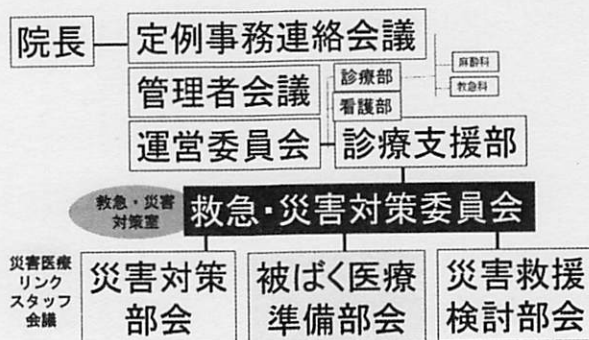 院長
定例事務連絡会議
管理者会議
運営委員会
診療部
看護部
麻酔科
救急科
診療支援部
救急・災害
対策室
救急・災害対策委員会
災害医療
リンク
スタッフ
会議
災害対策
部会
被ばく医療
準備部会
災害救援
検討部会